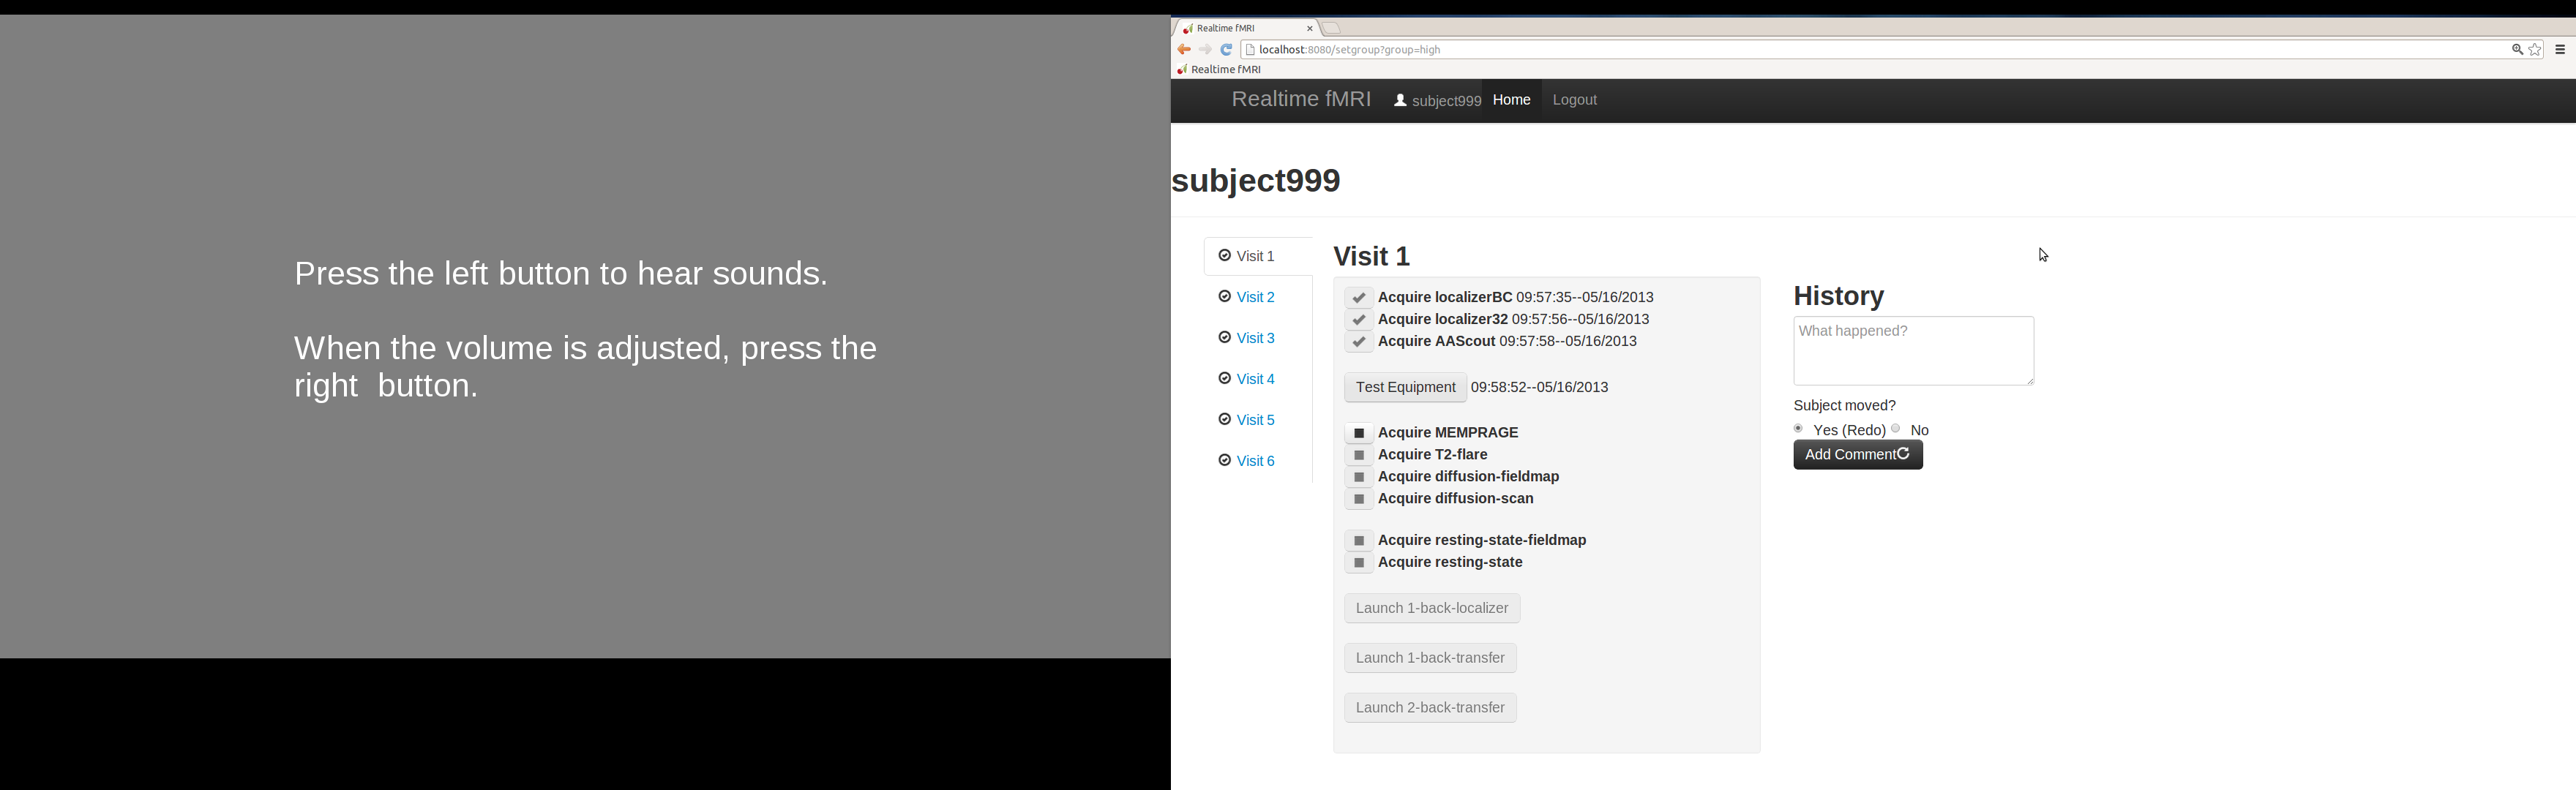 Press the left button to hear sounds.
When the volume is adjusted, press the
right  button.
Realtime fMRI
localhost:8080/setgroup?group=high
Realtime fMRI
Realtime fMRI subject999 Home Logout
subject999
Visit 1
Visit 2
Visit 3
Visit 4
Visit 5
Visit 6
Visit 1
Acquire localizerBC 09:57:35--05/16/2013
Acquire localizer32 09:57:56--05/16/2013
Acquire AAScout 09:57:58--05/16/2013
Test Equipment 09:58:52--05/16/2013
Acquire MEMPRAGE
Acquire T2-flare
Acquire diffusion-fieldmap
Acquire diffusion-scan
Acquire resting-state-fieldmap
Acquire resting-state
Launch 1-back-localizer
Launch 1-back-transfer
Launch 2-back-transfer
History
What happened?
Subject moved?
Yes (Redo) No
Add Comment